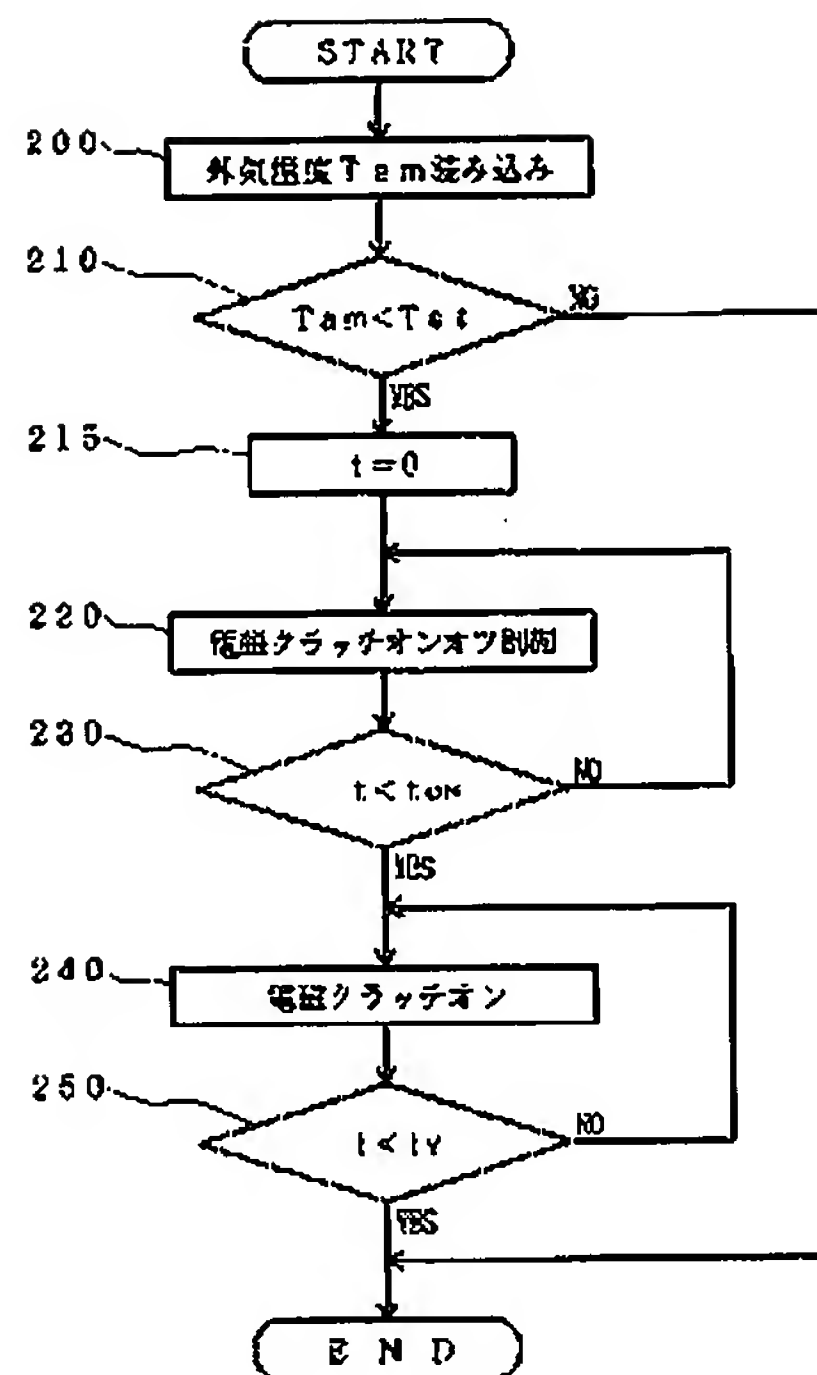 START
200
外気温度Tam読み込み
210
Tam<Tst
NO
YES
215
t=0
220
電磁クラッチオンオフ制御
230
NO
YES
240
電磁クラッチオン
250
NO
YES
END